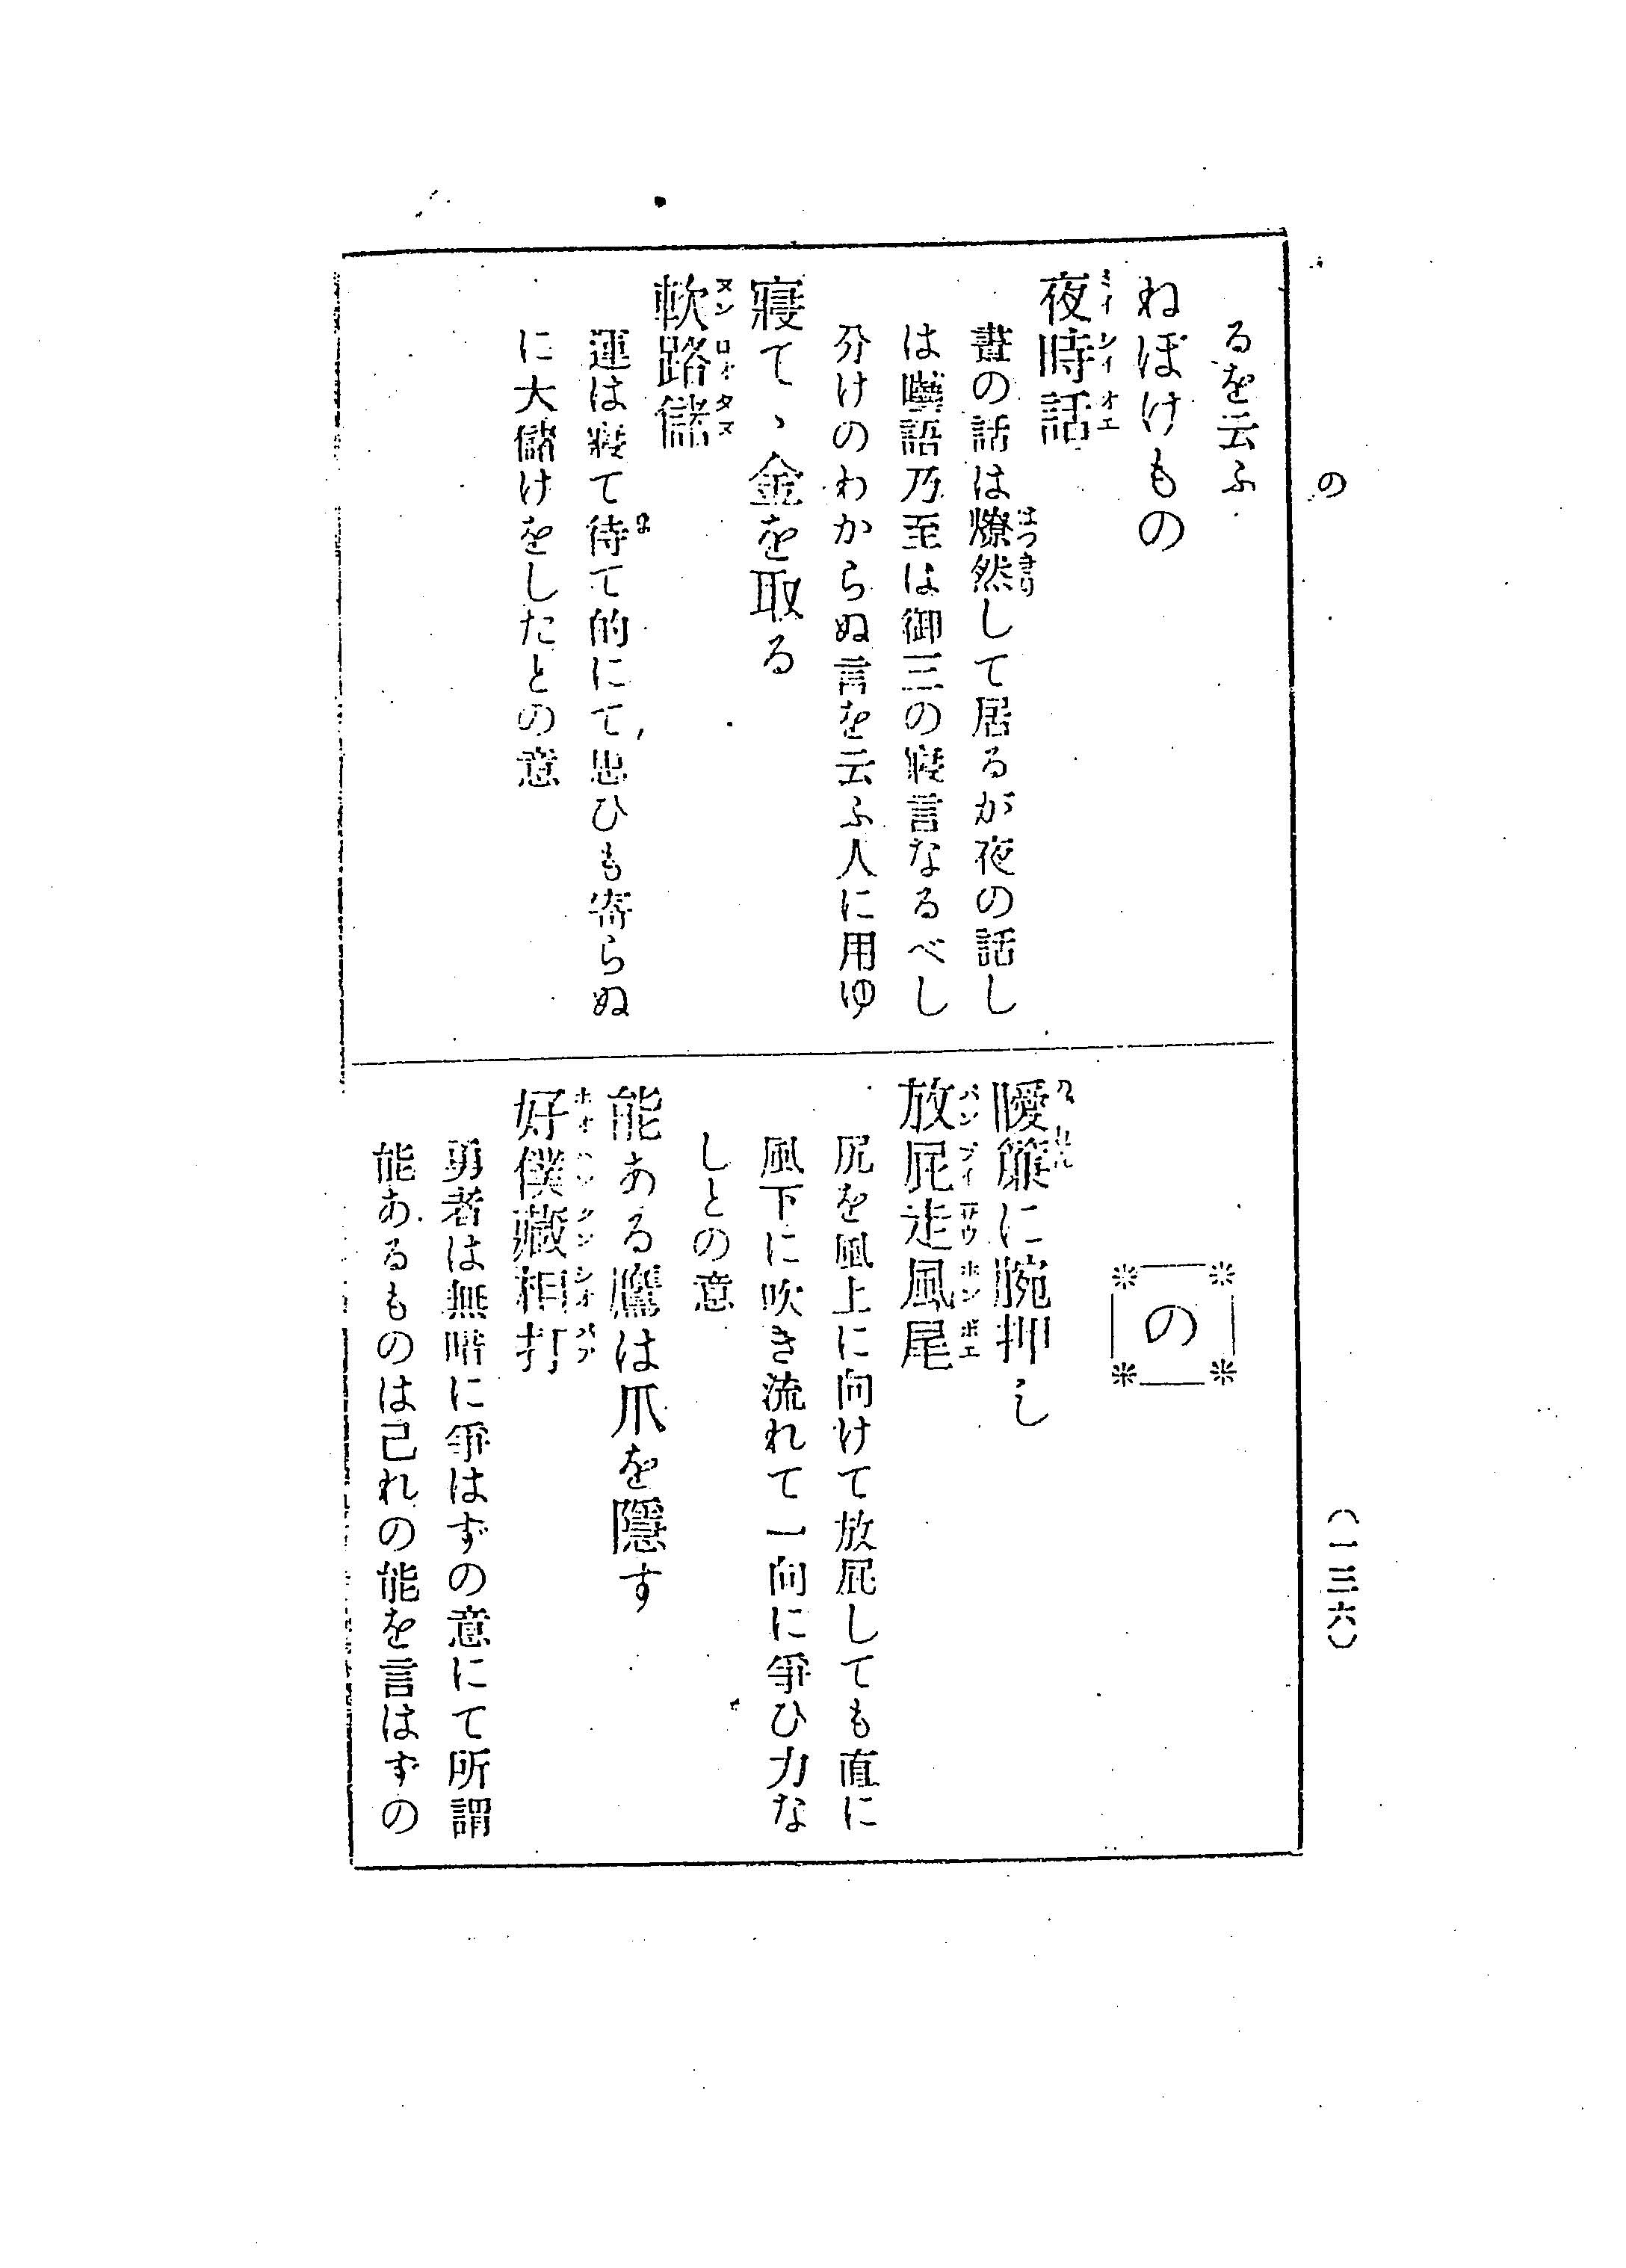 の
(一三六)
るを云ふ
ねぼけもの
夜時話
晝の話は燎然して居るが夜の話し
は囈語乃至は御三の寢言なるべし
分けのわからぬ言を云ふ人に用ゆ
寢て、金を取る
軟路儲
運は寢て待て的にて思ひも寄らぬ
に大儲けをしたとの意
の
曖簾に腕押し
放屁走風尾
尻を風上に向けて放屁しても直に
風下に吹き流れて一向に爭ひ力な
しとの意
能ある鷹は爪を隱す
好僕藏相打
勇者は無暗に爭はずの意にて所謂
能あるものは己れの能を言はずの